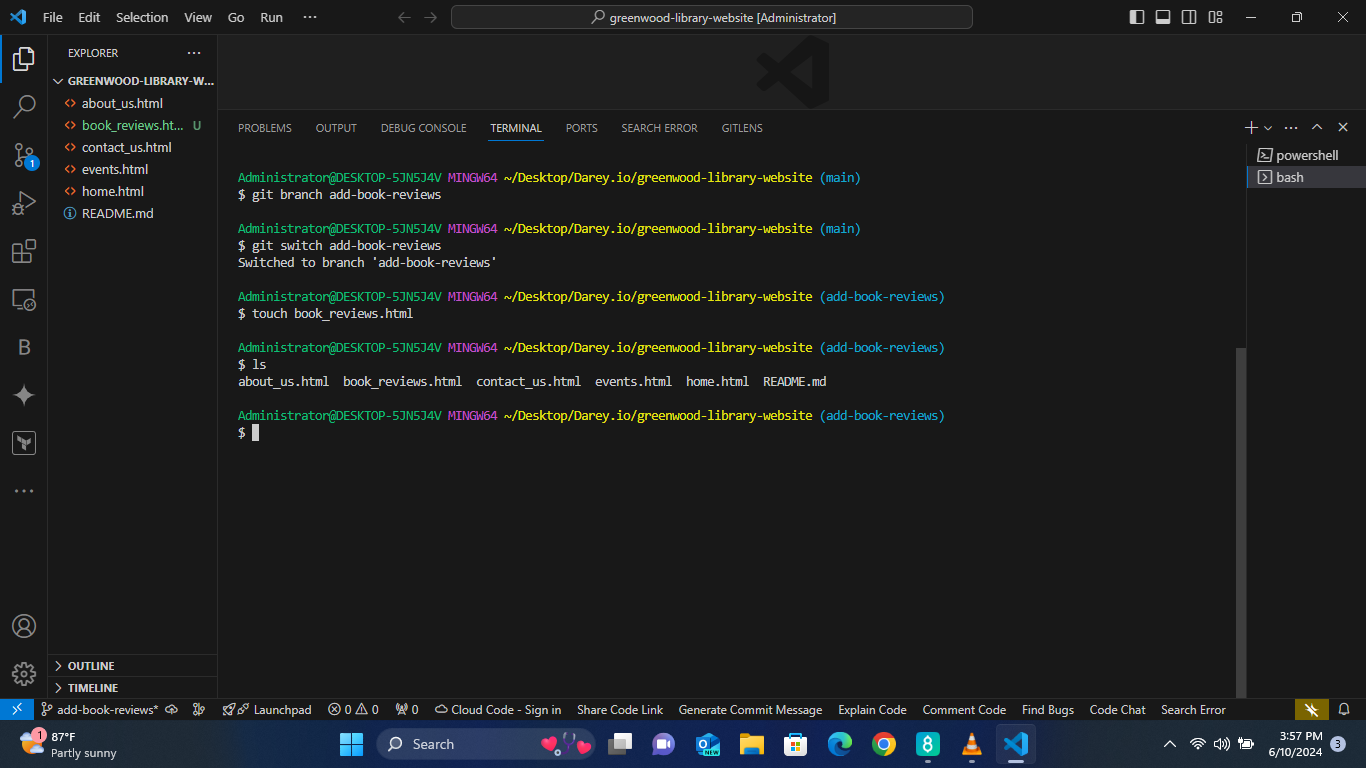 File Edit Selection View Go Run ··· greenwood-library-website [Administrator]
EXPLORER ···
GREENWOOD-LIBRARY-W...
about_us.html
book_reviews.ht... U
contact_us.html
events.html
home.html
README.md
OUTLINE
TIMELINE
1
B
PROBLEMS OUTPUT DEBUG CONSOLE TERMINAL PORTS SEARCH ERROR GITLENS
powershell
bash
Administrator@DESKTOP-5JN5J4V MINGW64 ~/Desktop/Darey.io/greenwood-library-website (main)
$ git branch add-book-reviews
Administrator@DESKTOP-5JN5J4V MINGW64 ~/Desktop/Darey.io/greenwood-library-website (main)
$ git switch add-book-reviews
Switched to branch 'add-book-reviews'
Administrator@DESKTOP-5JN5J4V MINGW64 ~/Desktop/Darey.io/greenwood-library-website (add-book-reviews)
$ touch book_reviews.html
Administrator@DESKTOP-5JN5J4V MINGW64 ~/Desktop/Darey.io/greenwood-library-website (add-book-reviews)
$ ls
about_us.html book_reviews.html contact_us.html events.html home.html README.md
Administrator@DESKTOP-5JN5J4V MINGW64 ~/Desktop/Darey.io/greenwood-library-website (add-book-reviews)
$
add-book-reviews* Launchpad 0 0 0 Cloud Code - Sign in Share Code Link Generate Commit Message Explain Code Comment Code Find Bugs Code Chat Search Error
1 87°F
Partly sunny
Search
NEW
8
3:57 PM
6/10/2024
3